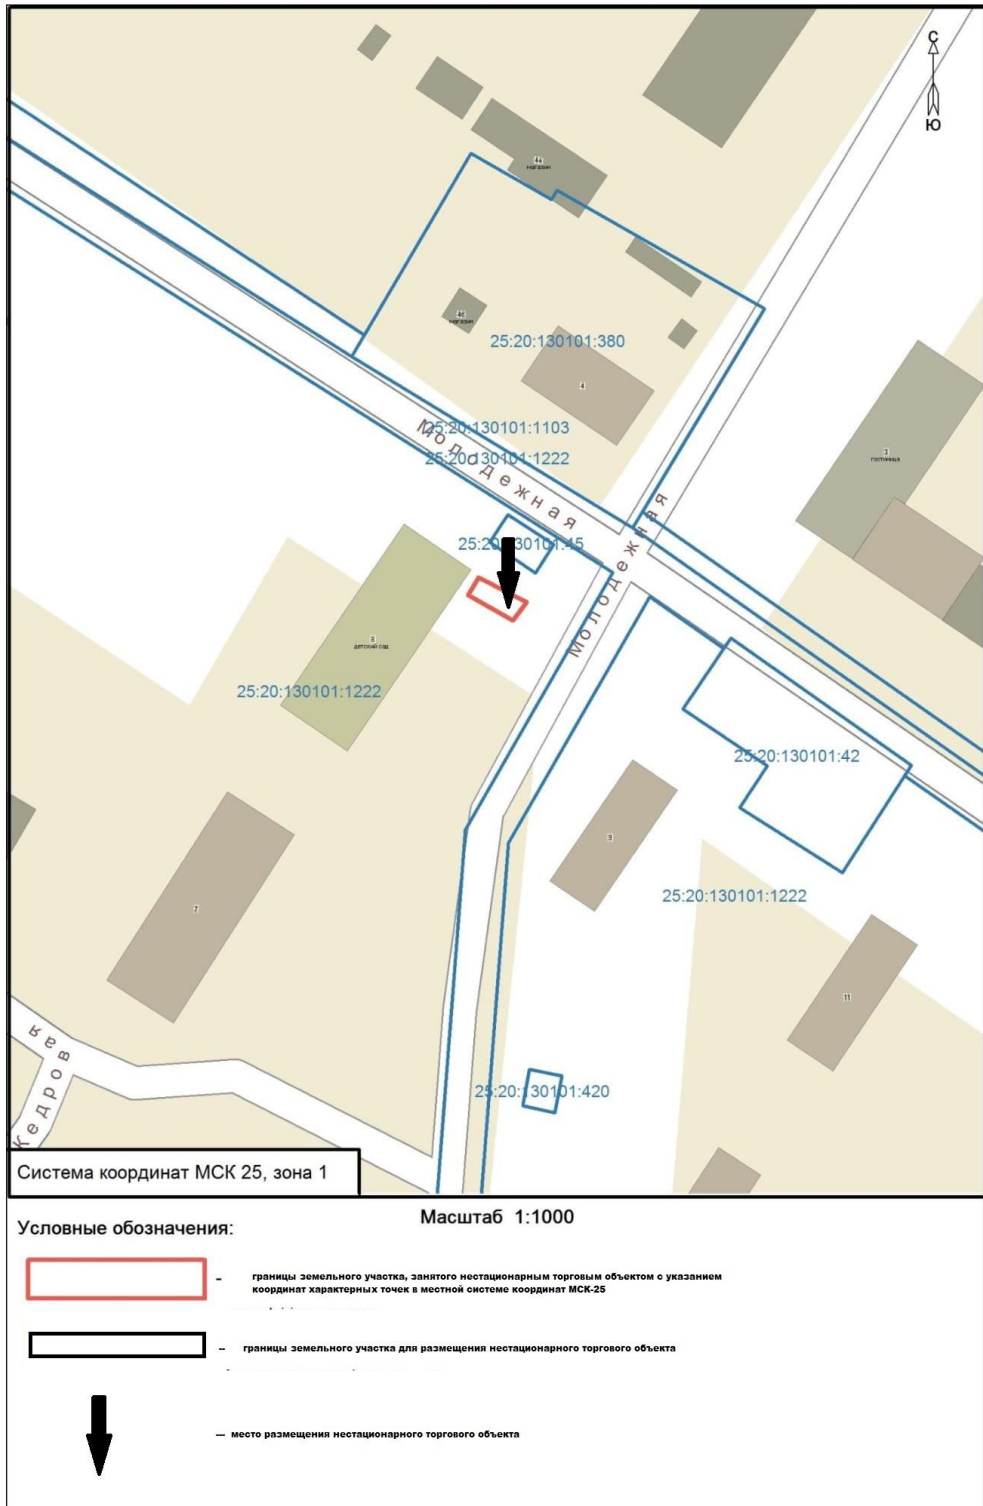 С
Ю
4а
магазин
4б
магазин
25:20:130101:380
4
25:20:130101:1103
25:20:130101:1222
Молодежная
3
гостиница
Молодежная
25:20:130101:45
8
детский сад
25:20:130101:1222
25:20:130101:42
9
25:20:130101:1222
7
11
25:20:130101:420
Кедровая
Система координат МСК 25, зона 1
Масштаб 1:1000
Условные обозначения:
- границы земельного участка, занятого нестационарным торговым объектом с указанием
координат характерных точек в местной системе координат МСК-25
-- границы земельного участка для размещения нестационарного торгового объекта
--- место размещения нестационарного торгового объекта